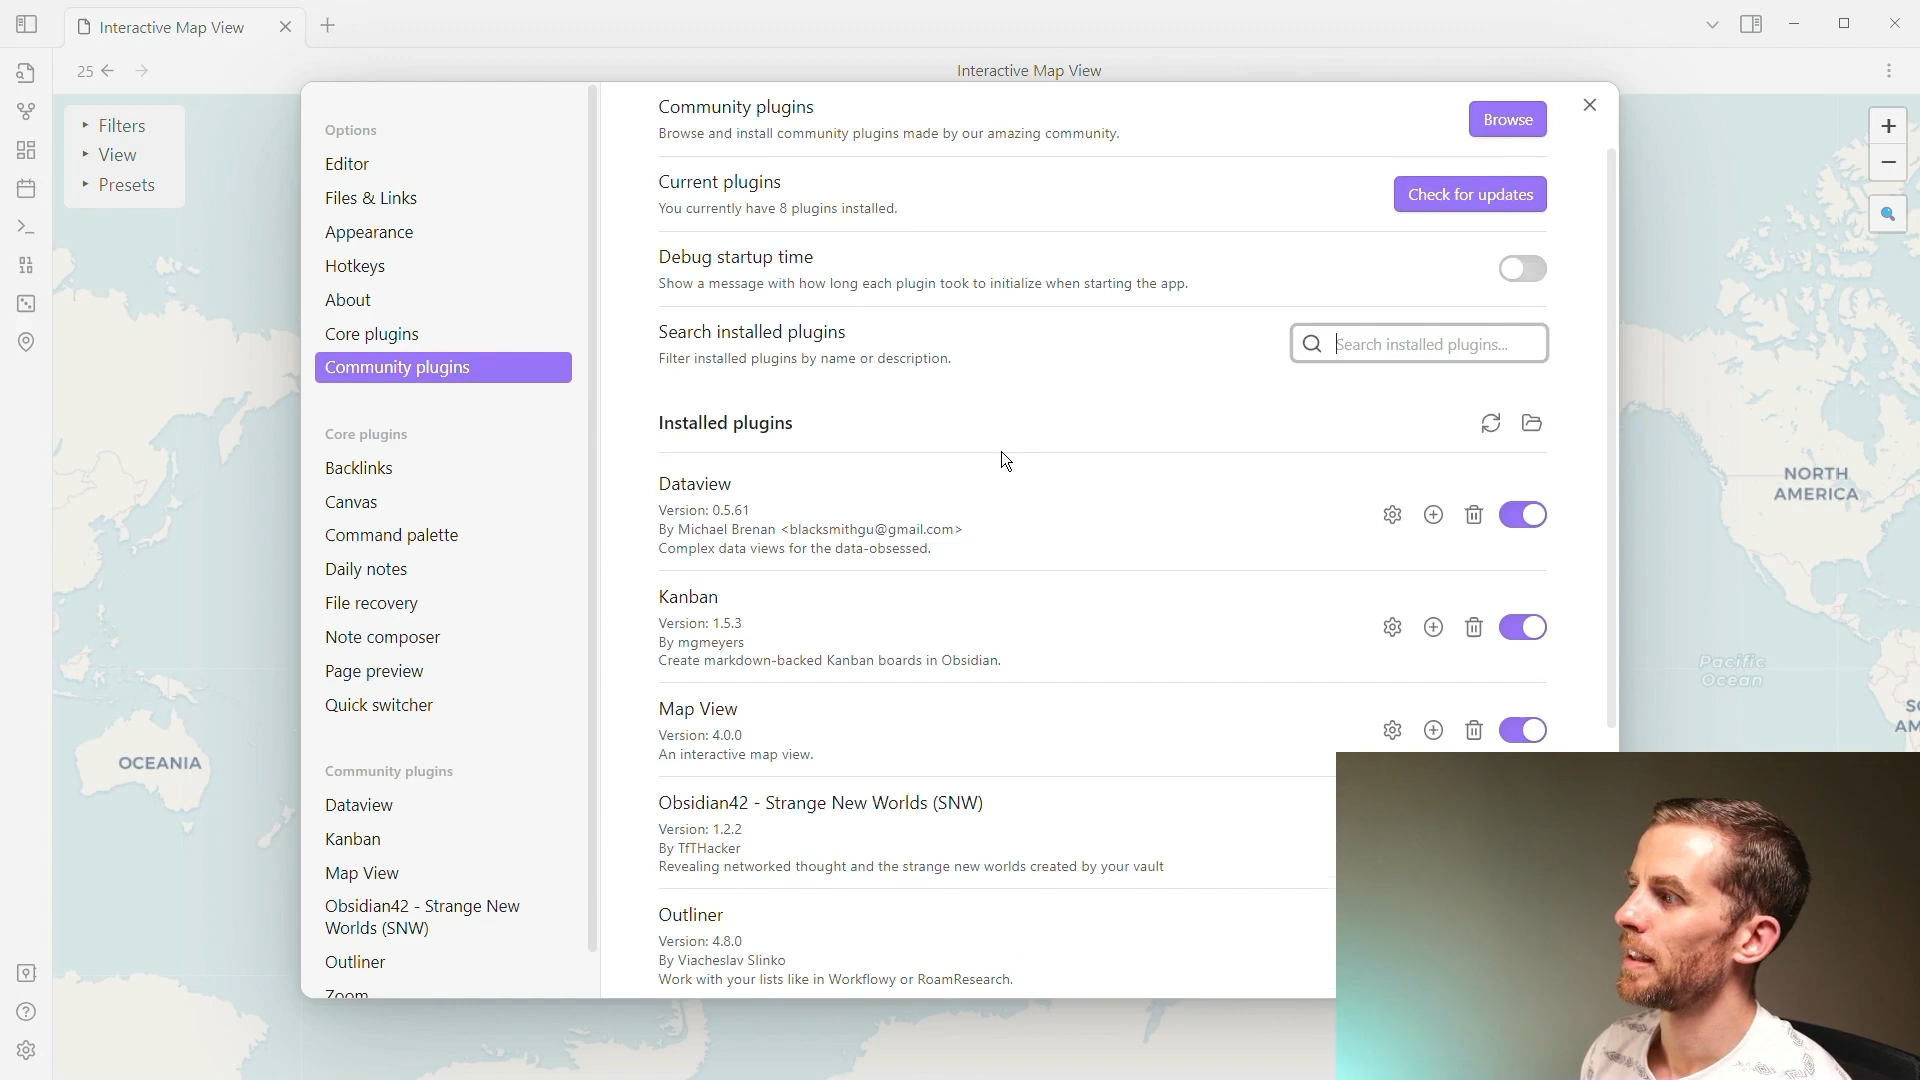 Interactive Map View
25
Interactive Map View
Filters
View
Presets
Options
Editor
Files & Links
Appearance
Hotkeys
About
Core plugins
Community plugins
Core plugins
Backlinks
Canvas
Command palette
Daily notes
File recovery
Note composer
Page preview
Quick switcher
Community plugins
Dataview
Kanban
Map View
Obsidian42 - Strange New
Worlds (SNW)
Outliner
Zoom
Community plugins
Browse and install community plugins made by our amazing community.
Browse
Current plugins
You currently have 8 plugins installed.
Check for updates
Debug startup time
Show a message with how long each plugin took to initialize when starting the app.
Search installed plugins
Filter installed plugins by name or description.
Search installed plugins...
Installed plugins
Dataview
Version: 0.5.61
By Michael Brenan <blacksmithgu@gmail.com>
Complex data views for the data-obsessed.
Kanban
Version: 1.5.3
By mgmeyers
Create markdown-backed Kanban boards in Obsidian.
Map View
Version: 4.0.0
An interactive map view.
Obsidian42 - Strange New Worlds (SNW)
Version: 1.2.2
By TfTHacker
Revealing networked thought and the strange new worlds created by your vault
Outliner
Version: 4.8.0
By Viacheslav Slinko
Work with your lists like in Workflowy or RoamResearch.
OCEANIA
NORTH
AMERICA
Pacific
Ocean